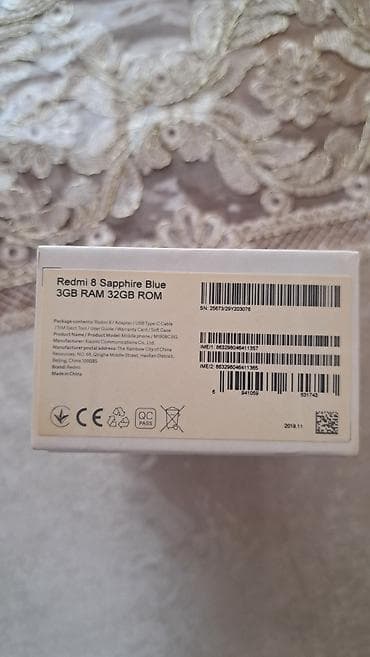 Redmi 8 Sapphire Blue
3GB RAM 32GB ROM
Package contents: Redmi 8 / Adapter / USB Type-C Cable
/ SIM Eject Tool / User Guide / Warranty Card / Soft Case
Product Name / Product Model: Mobile phone / M1908C3IG
Manufacturer: Xiaomi Communications Co., Ltd.
Manufacturer postal address: The Rainbow City of China
Resources, NO. 68, Qinghe Middle Street, Haidian District,
Beijing, China 100085
Brand: Redmi
Made in China
CE
QC
PASS
SN: 25673/29Y203076
IMEI1: 863298046411357
IMEI2: 863298046411365
6 941059 631742
2019.11